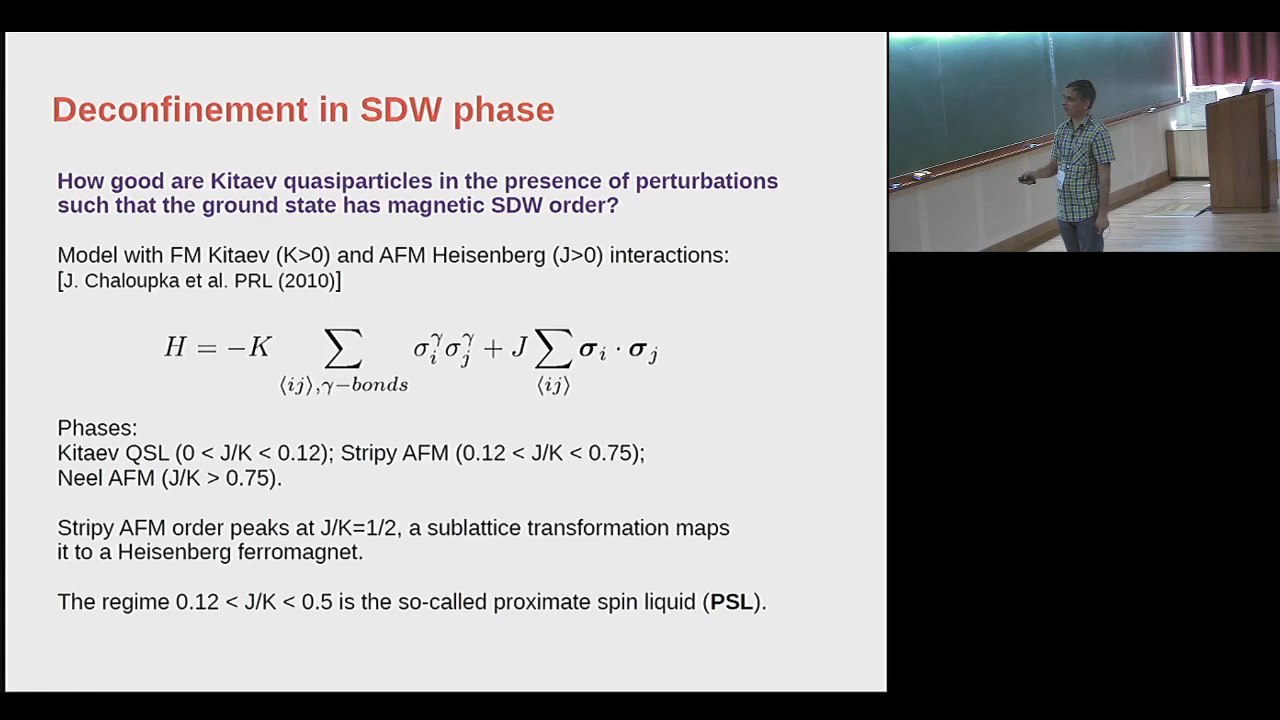 Deconfinement in SDW phase
How good are Kitaev quasiparticles in the presence of perturbations
such that the ground state has magnetic SDW order?
Model with FM Kitaev (K>0) and AFM Heisenberg (J>0) interactions:
[J. Chaloupka et al. PRL (2010)]
H = −K ∑_{⟨ij⟩,γ−bonds} σ_i^γ σ_j^γ + J ∑_{⟨ij⟩} σ_i · σ_j
Phases:
Kitaev QSL (0 < J/K < 0.12); Stripy AFM (0.12 < J/K < 0.75);
Neel AFM (J/K > 0.75).
Stripy AFM order peaks at J/K=1/2, a sublattice transformation maps
it to a Heisenberg ferromagnet.
The regime 0.12 < J/K < 0.5 is the so-called proximate spin liquid (PSL).